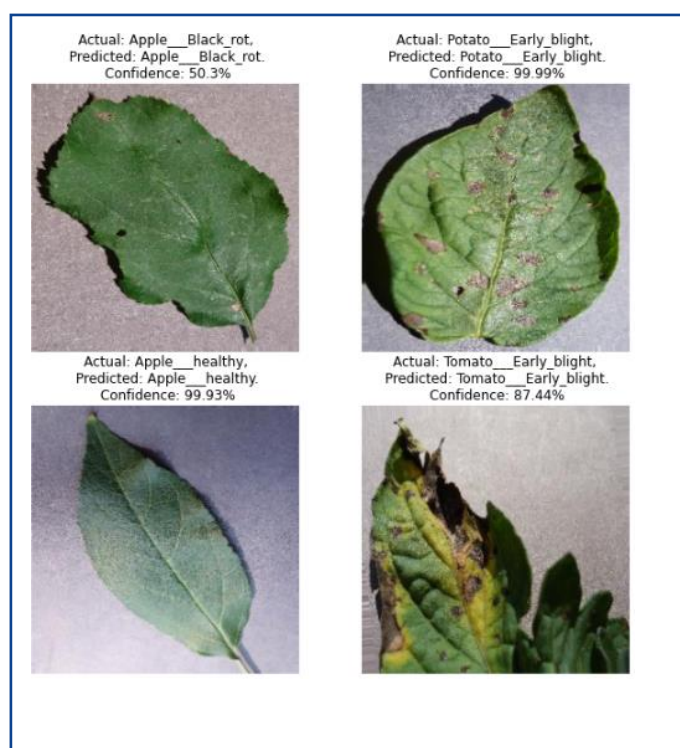 Actual: Apple___Black_rot,
Predicted: Apple___Black_rot.
Confidence: 50.3%
Actual: Potato___Early_blight,
Predicted: Potato___Early_blight.
Confidence: 99.99%
Actual: Apple___healthy,
Predicted: Apple___healthy.
Confidence: 99.93%
Actual: Tomato___Early_blight,
Predicted: Tomato___Early_blight.
Confidence: 87.44%